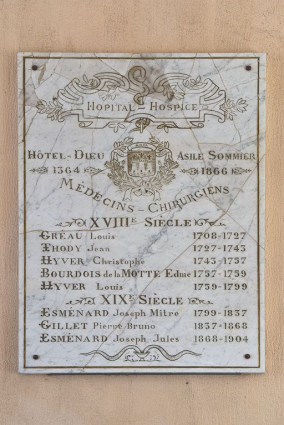 HOPITAL - HOSPICE
HÔTEL-DIEU ASILE SOMMIER
1364 1866
MÉDECINS - CHIRURGIENS
XVIIIE SIÈCLE
GRÉAU Louis 1708-1727
THODY Jean 1727-1743
HYVER Christophe 1743-1757
BOURDOIS de la MOTTE Edme 1757-1759
HYVER Louis 1759-1799
XIXE SIÈCLE
ESMÉNARD Joseph Mitre 1799-1837
GILLET Pierre Bruno 1837-1868
ESMÉNARD Joseph Jules 1868-1904